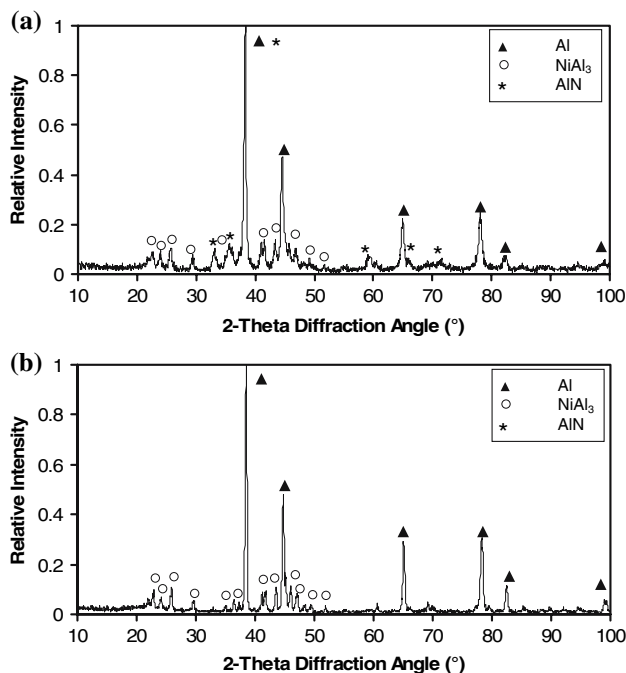 (a)
Relative Intensity
1
0.8
0.6
0.4
0.2
0
10 20 30 40 50 60 70 80 90 100
2-Theta Diffraction Angle (°)
▲ Al
○ NiAl₃
* AlN
(b)
Relative Intensity
1
0.8
0.6
0.4
0.2
0
10 20 30 40 50 60 70 80 90 100
2-Theta Diffraction Angle (°)
▲ Al
○ NiAl₃
* AlN